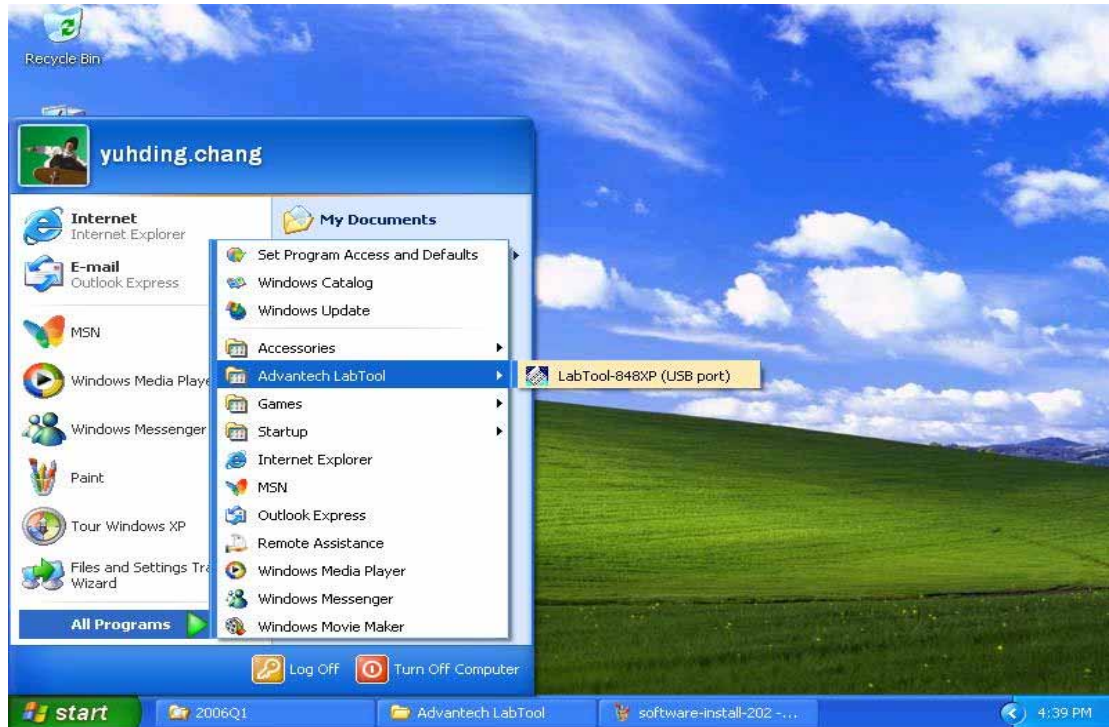 Recycle Bin
yuhding.chang
Internet
Internet Explorer
E-mail
Outlook Express
MSN
Windows Media Playe
Windows Messenger
Paint
Tour Windows XP
Files and Settings Tra
Wizard
All Programs
My Documents
Set Program Access and Defaults
Windows Catalog
Windows Update
Accessories
Advantech LabTool
Games
Startup
Internet Explorer
MSN
Outlook Express
Remote Assistance
Windows Media Player
Windows Messenger
Windows Movie Maker
LabTool-848XP (USB port)
Log Off
Turn Off Computer
start
2006Q1
Advantech LabTool
software-install-202 -...
4:39 PM